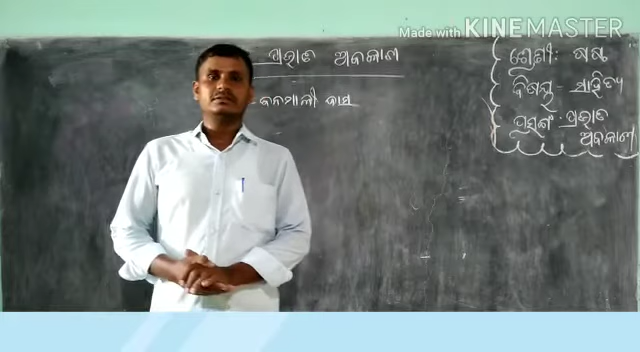 Made with KINEMASTER
ପ୍ରଭାତ ଅବକାଶ
- ବନମାଳୀ ଦାସ
ଶ୍ରେଣୀ: ଷଷ୍ଠ
ବିଷୟ - ସାହିତ୍ୟ
ପ୍ରସଙ୍ଗ - ପ୍ରଭାତ
ଅବକାଶ